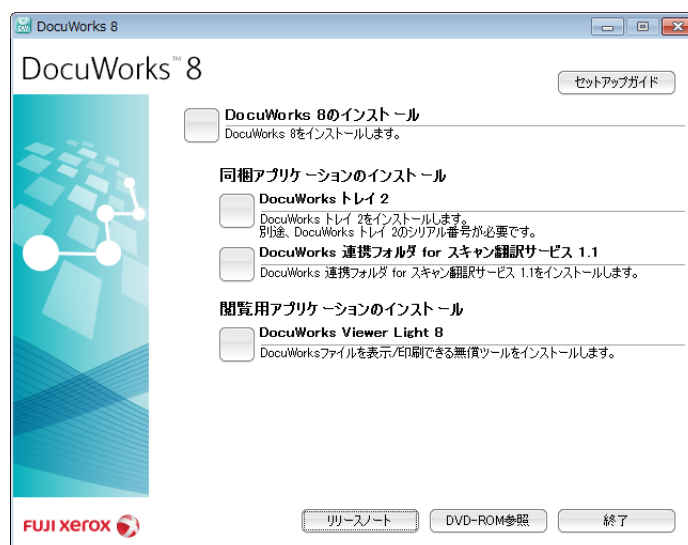 DocuWorks 8
DocuWorks™ 8
セットアップガイド
DocuWorks 8のインストール
DocuWorks 8をインストールします。
同梱アプリケーションのインストール
DocuWorks トレイ 2
DocuWorks トレイ 2をインストールします。
別途、DocuWorks トレイ 2のシリアル番号が必要です。
DocuWorks 連携フォルダ for スキャン翻訳サービス 1.1
DocuWorks 連携フォルダ for スキャン翻訳サービス 1.1をインストールします。
閲覧用アプリケーションのインストール
DocuWorks Viewer Light 8
DocuWorksファイルを表示/印刷できる無償ツールをインストールします。
FUJI XEROX
リリースノート
DVD-ROM参照
終了